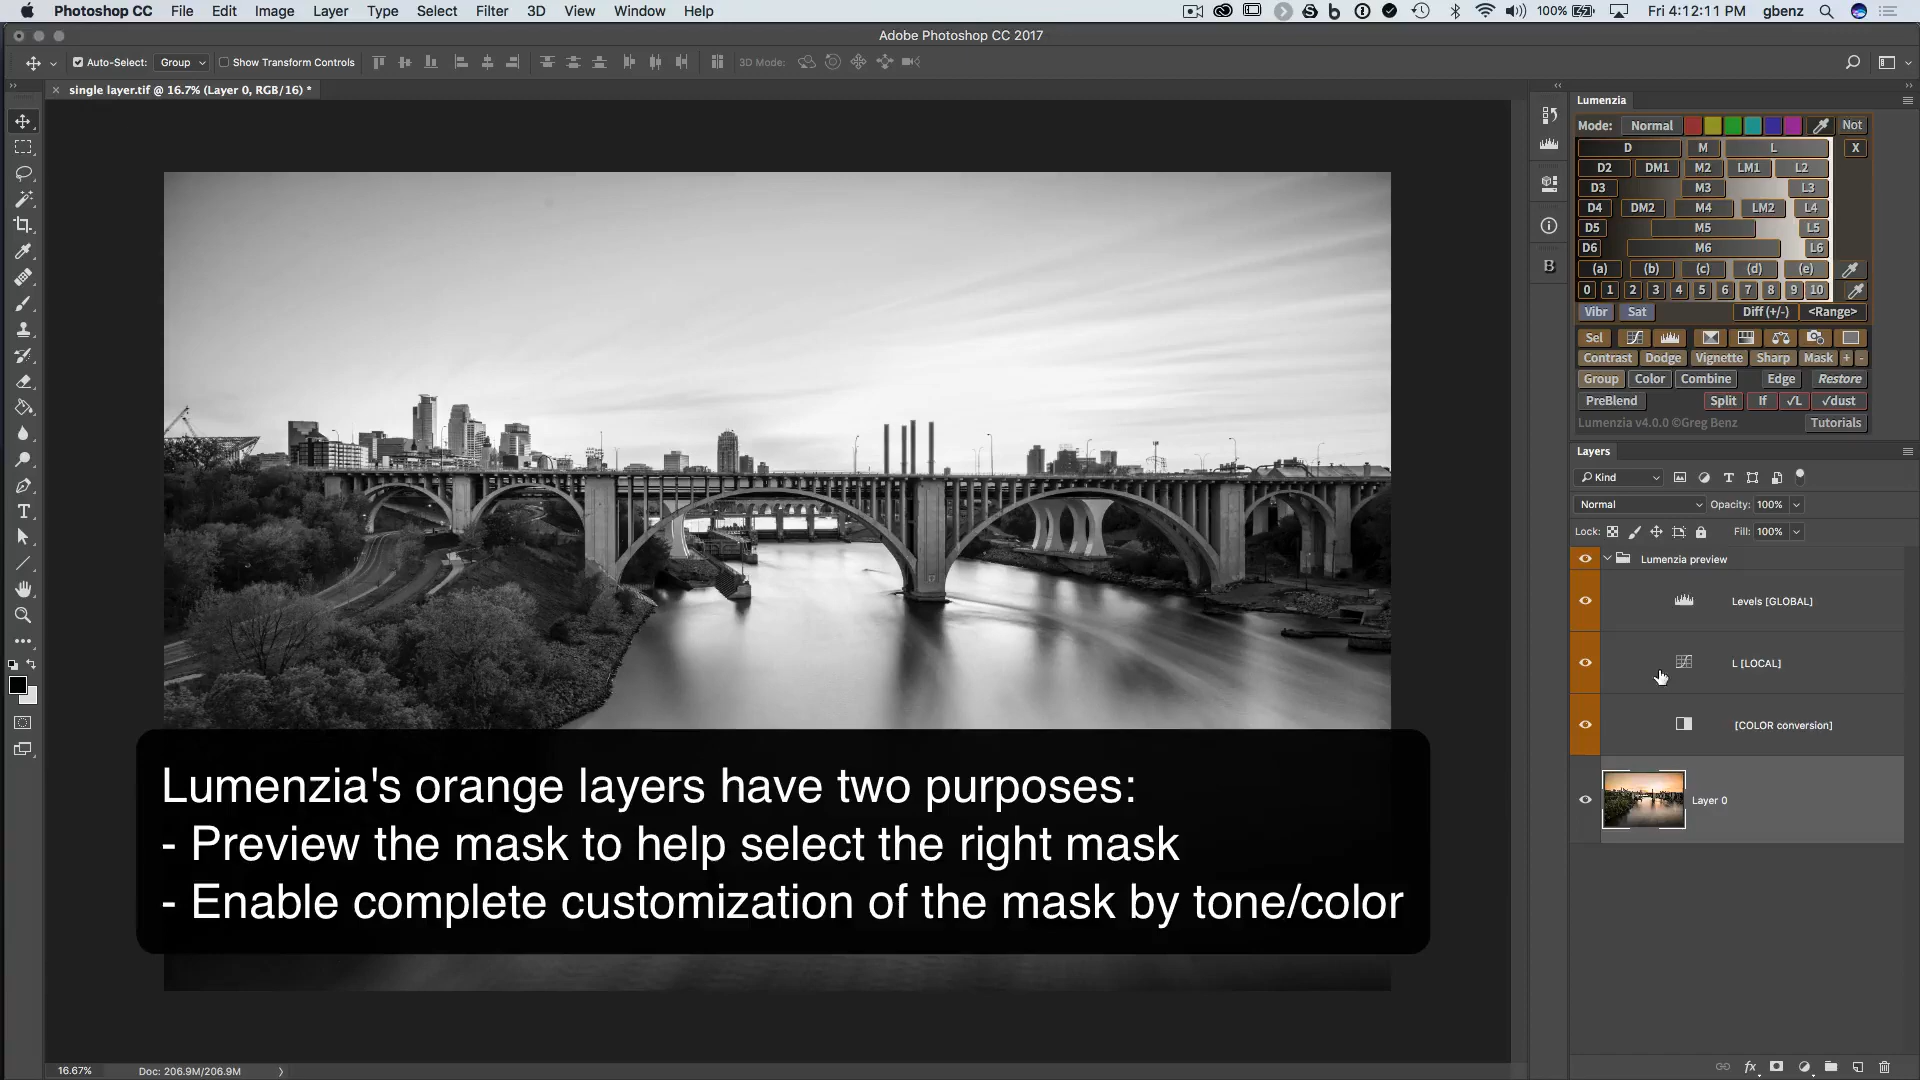 Photoshop CC File Edit Image Layer Type Select Filter 3D View Window Help
100% Fri 4:12:11 PM gbenz
Adobe Photoshop CC 2017
Auto-Select: Group Show Transform Controls 3D Mode:
single layer.tif @ 16.7% (Layer 0, RGB/16) *
Lumenzia
Mode: Normal Not
D M L X
D2 DM1 M2 LM1 L2
D3 M3 L3
D4 DM2 M4 LM2 L4
D5 M5 L5
D6 M6 L6
(a) (b) (c) (d) (e)
0 1 2 3 4 5 6 7 8 9 10
Vibr Sat Diff (+/-) <Range>
Sel
Contrast Dodge Vignette Sharp Mask + -
Group Color Combine Edge Restore
PreBlend Split If √L √dust
Lumenzia v4.0.0 ©Greg Benz Tutorials
Layers
Kind
Normal Opacity: 100%
Lock: Fill: 100%
Lumenzia preview
Levels [GLOBAL]
L [LOCAL]
[COLOR conversion]
Layer 0
Lumenzia's orange layers have two purposes:
- Preview the mask to help select the right mask
- Enable complete customization of the mask by tone/color
16.67% Doc: 206.9M/206.9M